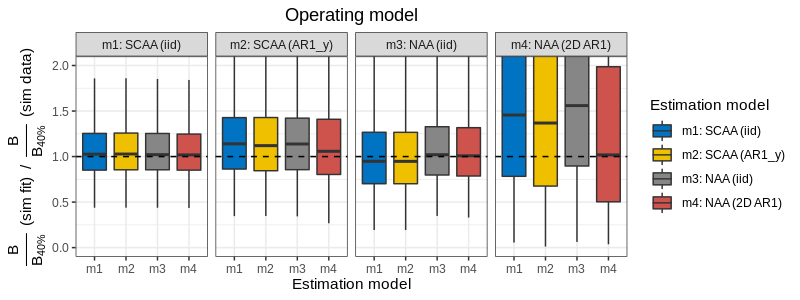 Operating model
m1: SCAA (iid)
m2: SCAA (AR1_y)
m3: NAA (iid)
m4: NAA (2D AR1)
B
B40% (sim fit) / B
B40% (sim data)
2.0
1.5
1.0
0.5
0.0
m1 m2 m3 m4
m1 m2 m3 m4
m1 m2 m3 m4
m1 m2 m3 m4
Estimation model
Estimation model
m1: SCAA (iid)
m2: SCAA (AR1_y)
m3: NAA (iid)
m4: NAA (2D AR1)